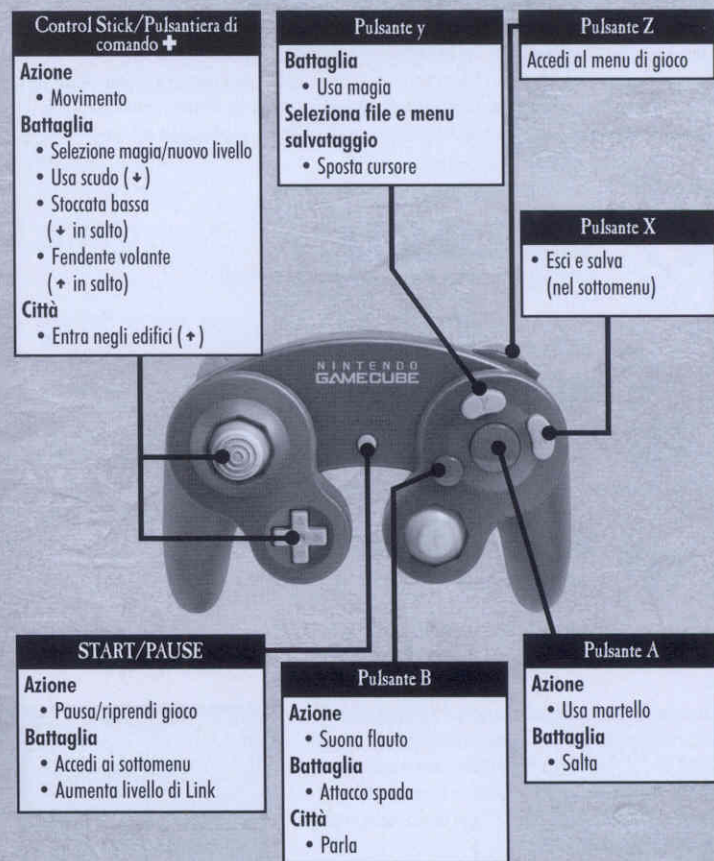 Control Stick/Pulsantiera di
comando ✚
Azione
• Movimento
Battaglia
• Selezione magia/nuovo livello
• Usa scudo (↓)
• Stoccata bassa
(↓ in salto)
• Fendente volante
(↑ in salto)
Città
• Entra negli edifici (↑)
Pulsante y
Battaglia
• Usa magia
Seleziona file e menu
salvataggio
• Sposta cursore
Pulsante Z
Accedi al menu di gioco
Pulsante X
• Esci e salva
(nel sottomenu)
NINTENDO
GAMECUBE
START/PAUSE
Azione
• Pausa/riprendi gioco
Battaglia
• Accedi ai sottomenu
• Aumenta livello di Link
Pulsante B
Azione
• Suona flauto
Battaglia
• Attacco spada
Città
• Parla
Pulsante A
Azione
• Usa martello
Battaglia
• Salta